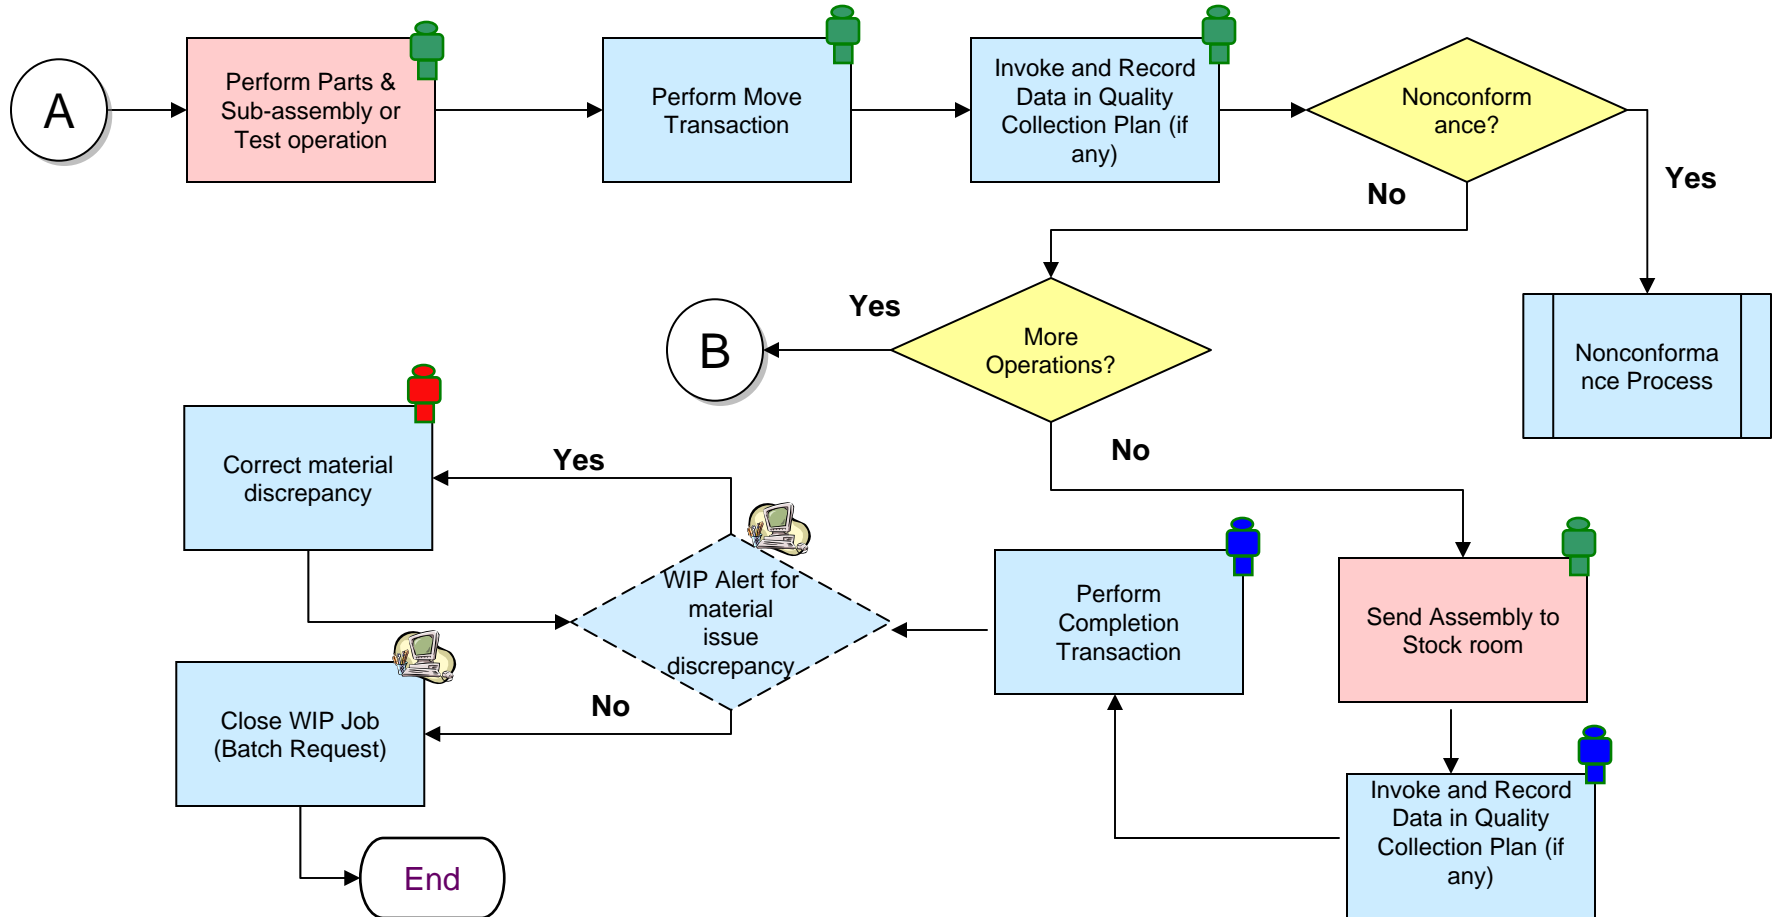 A
Perform Parts &
Sub-assembly or
Test operation
Perform Move
Transaction
Invoke and Record
Data in Quality
Collection Plan (if
any)
Nonconform
ance?
Yes
No
More
Operations?
Yes
B
Nonconforma
nce Process
No
Correct material
discrepancy
Yes
WIP Alert for
material
issue
discrepancy
Perform
Completion
Transaction
Send Assembly to
Stock room
Close WIP Job
(Batch Request)
No
Invoke and Record
Data in Quality
Collection Plan (if
any)
End